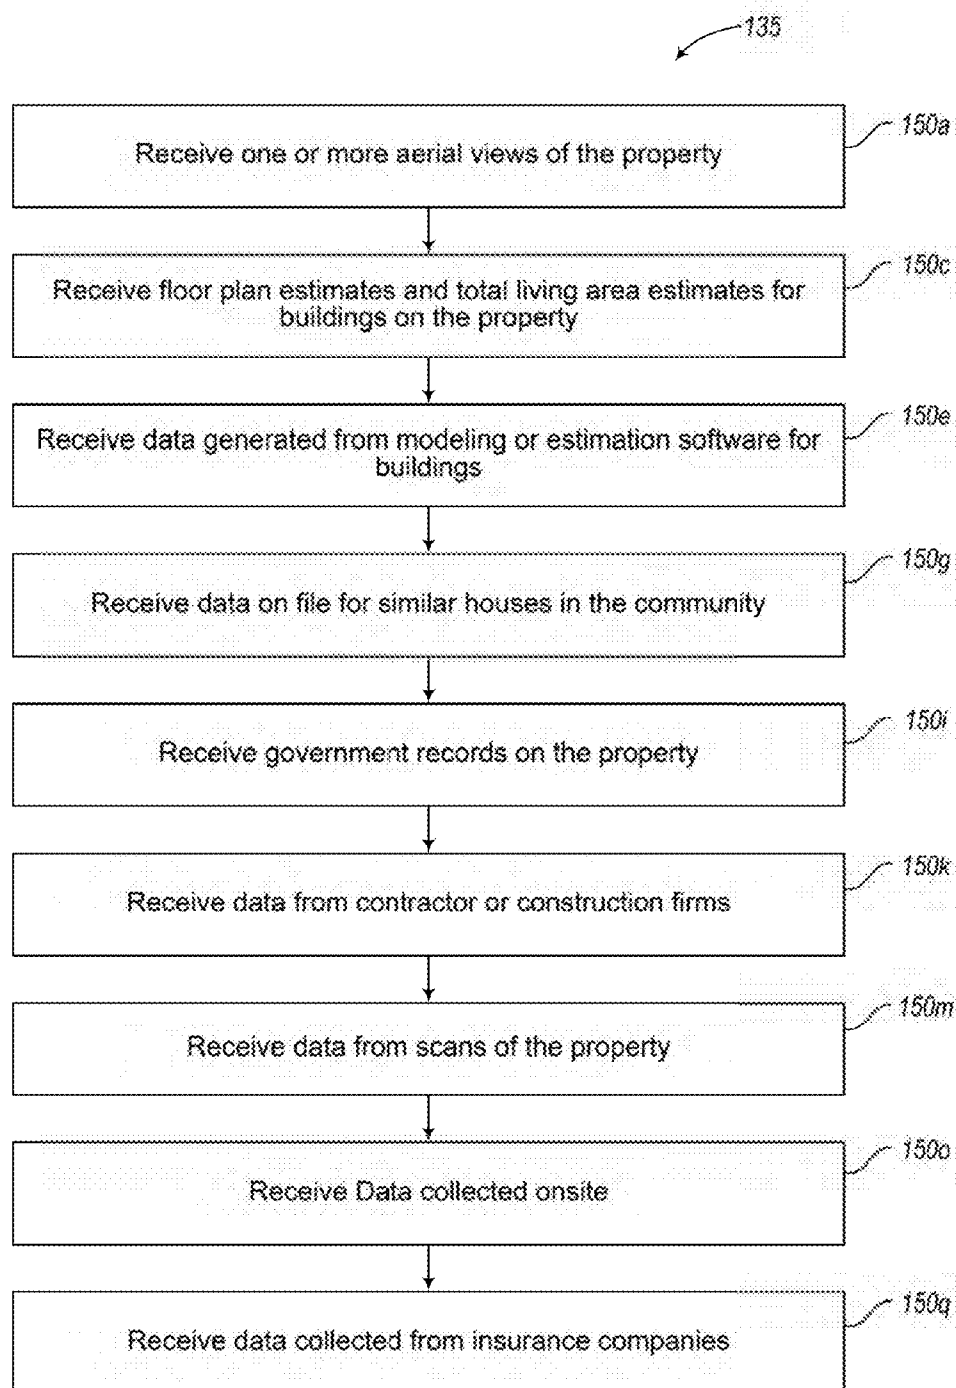 135
150a
Receive one or more aerial views of the property
150c
Receive floor plan estimates and total living area estimates for
buildings on the property
150e
Receive data generated from modeling or estimation software for
buildings
150g
Receive data on file for similar houses in the community
150i
Receive government records on the property
150k
Receive data from contractor or construction firms
150m
Receive data from scans of the property
150o
Receive Data collected onsite
150q
Receive data collected from insurance companies